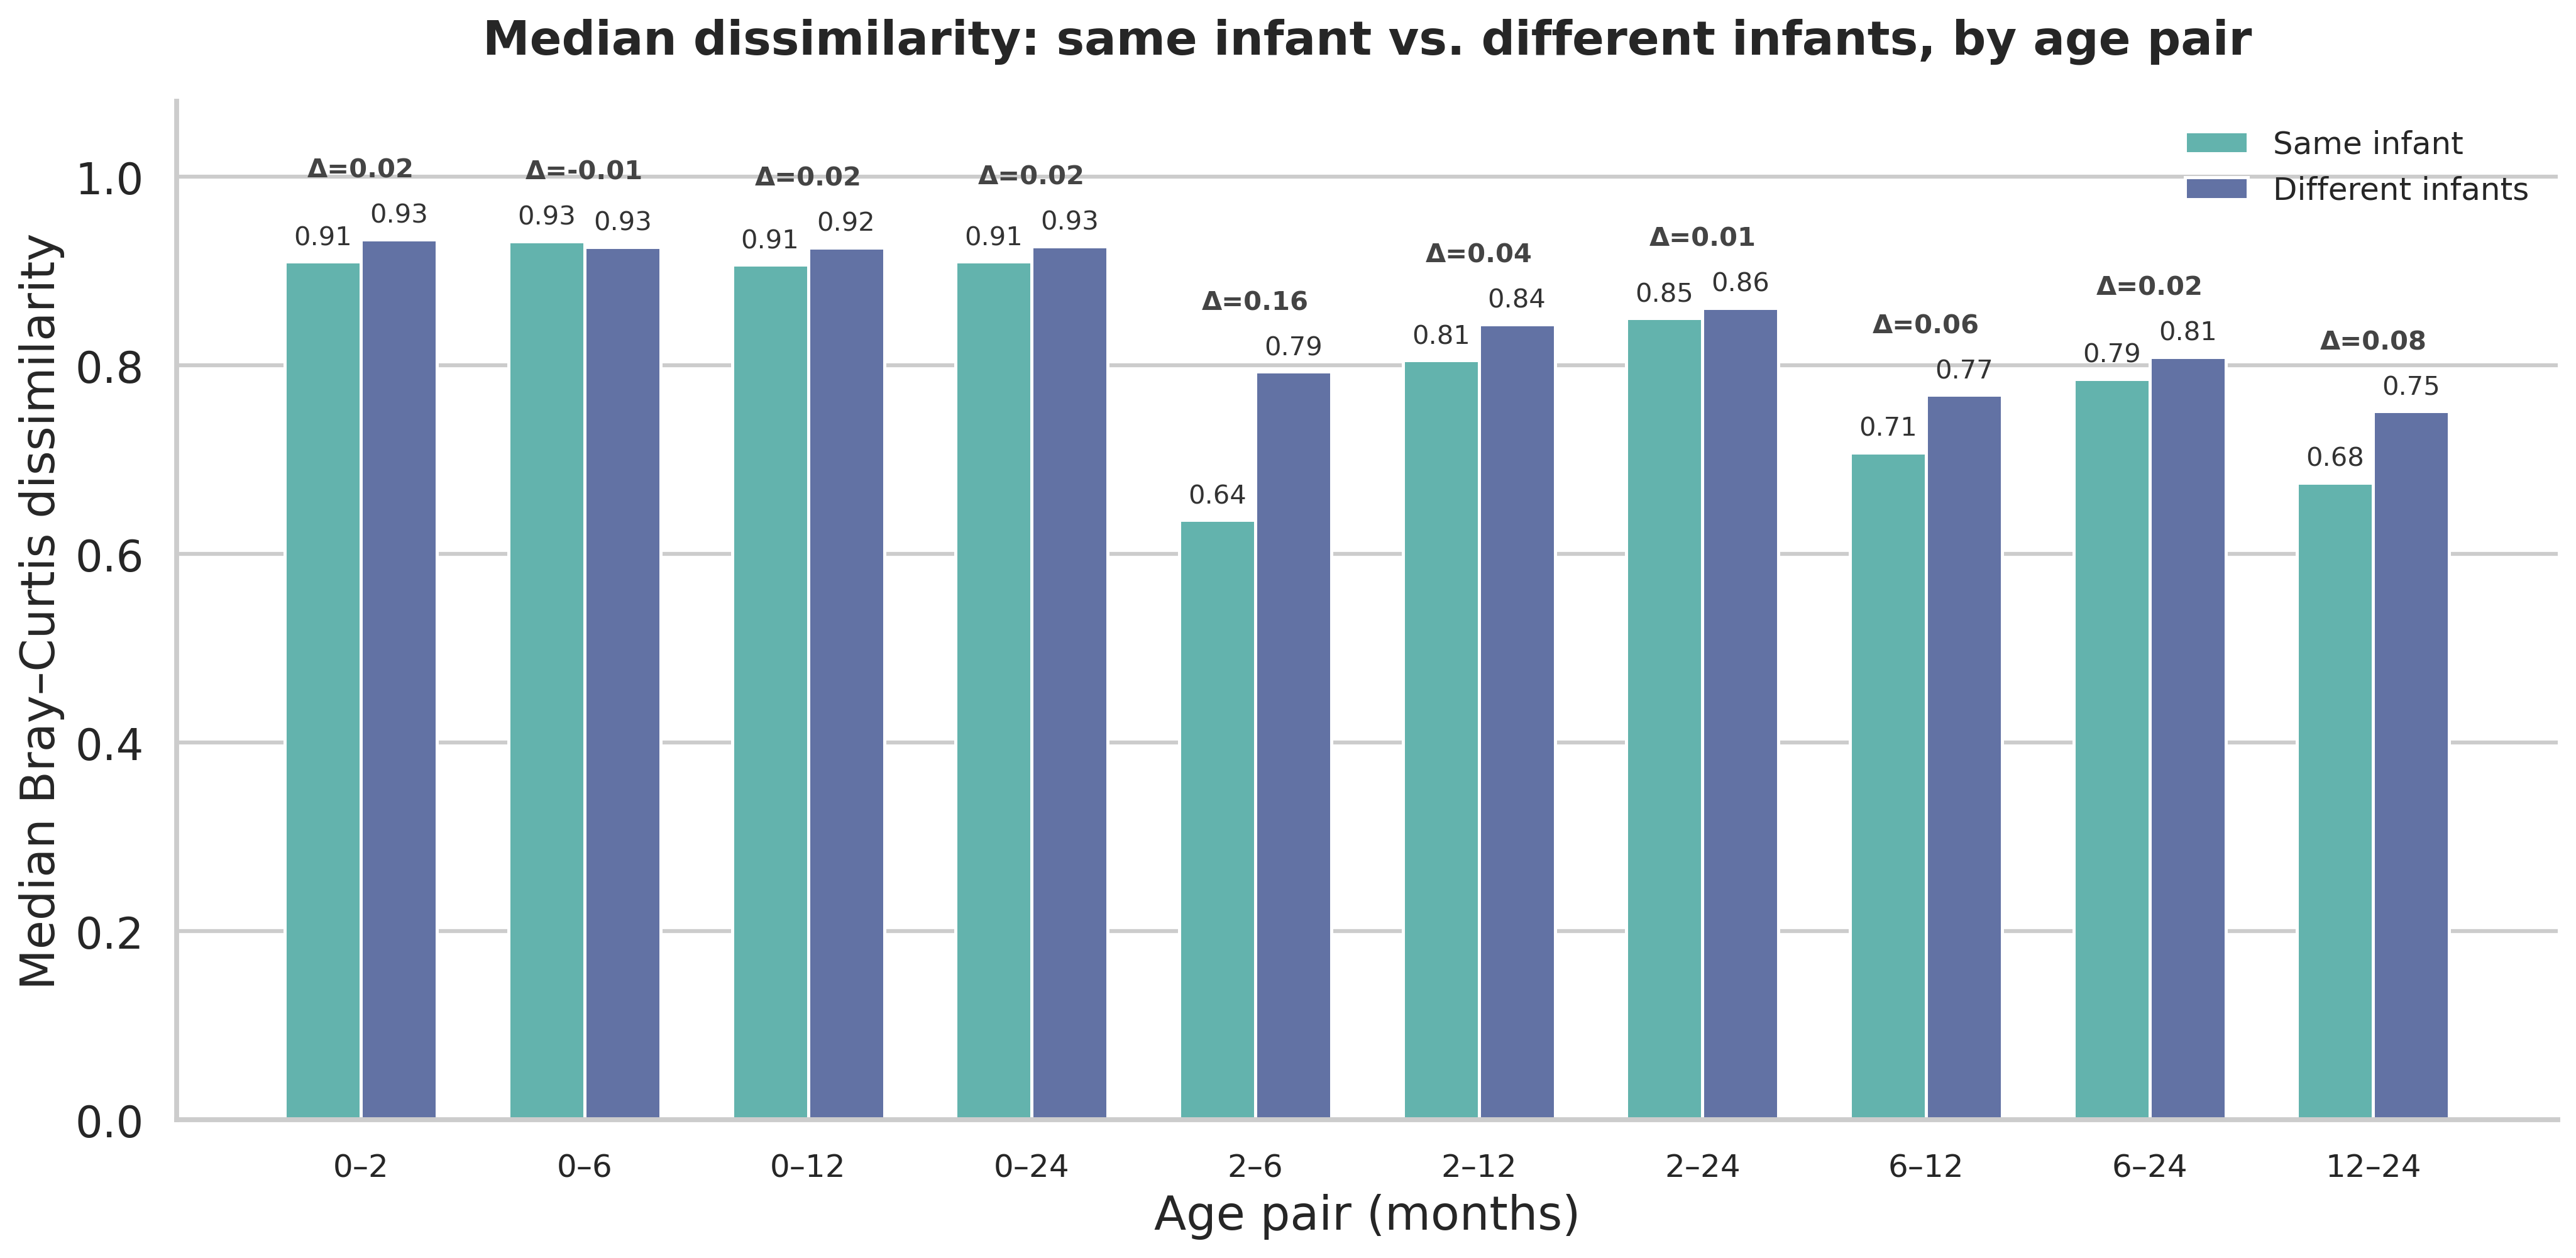 Median dissimilarity: same infant vs. different infants, by age pair
Same infant
Different infants
Median Bray–Curtis dissimilarity
1.0
0.8
0.6
0.4
0.2
0.0
Δ=0.02
0.91
0.93
Δ=-0.01
0.93
0.93
Δ=0.02
0.91
0.92
Δ=0.02
0.91
0.93
Δ=0.16
0.64
0.79
Δ=0.04
0.81
0.84
Δ=0.01
0.85
0.86
Δ=0.06
0.71
0.77
Δ=0.02
0.79
0.81
Δ=0.08
0.68
0.75
0–2
0–6
0–12
0–24
2–6
2–12
2–24
6–12
6–24
12–24
Age pair (months)